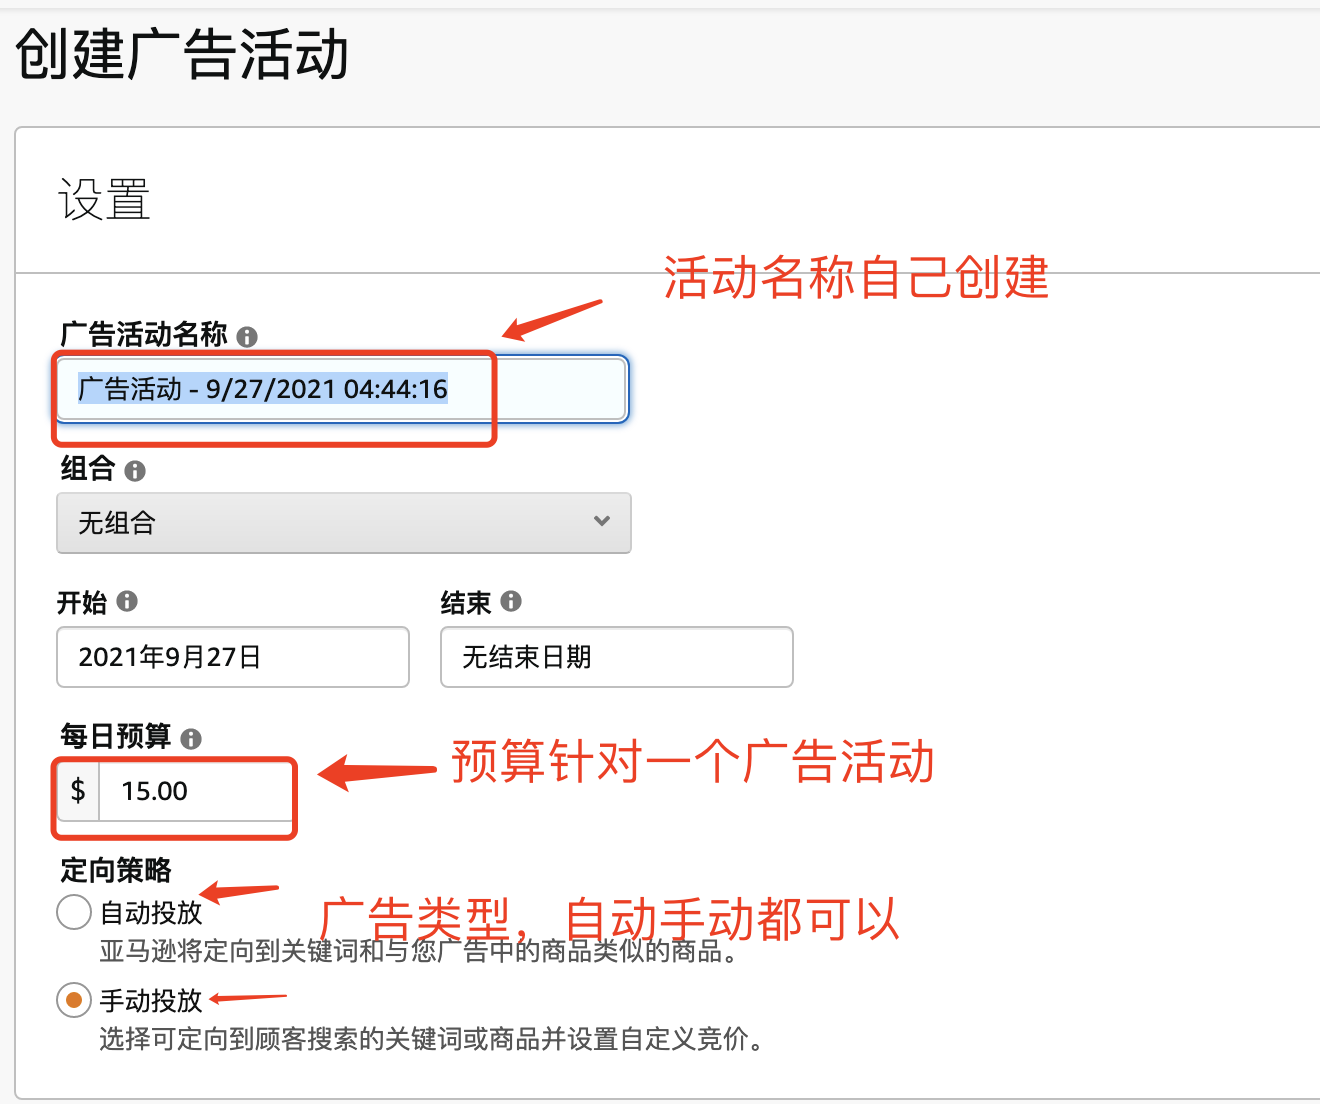 创建广告活动
设置
活动名称自己创建
广告活动名称
广告活动 - 9/27/2021 04:44:16
组合
无组合
开始
结束
2021年9月27日
无结束日期
每日预算
预算针对一个广告活动
$ 15.00
定向策略
自动投放
广告类型，自动手动都可以
亚马逊将定向到关键词和与您广告中的商品类似的商品。
手动投放
选择可定向到顾客搜索的关键词或商品并设置自定义竞价。